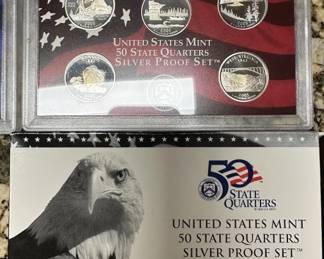 UNITED STATES MINT
50 STATE QUARTERS
SILVER PROOF SET™
50
STATE
QUARTERS
UNITED STATES MINT
50 STATE QUARTERS
SILVER PROOF SET™